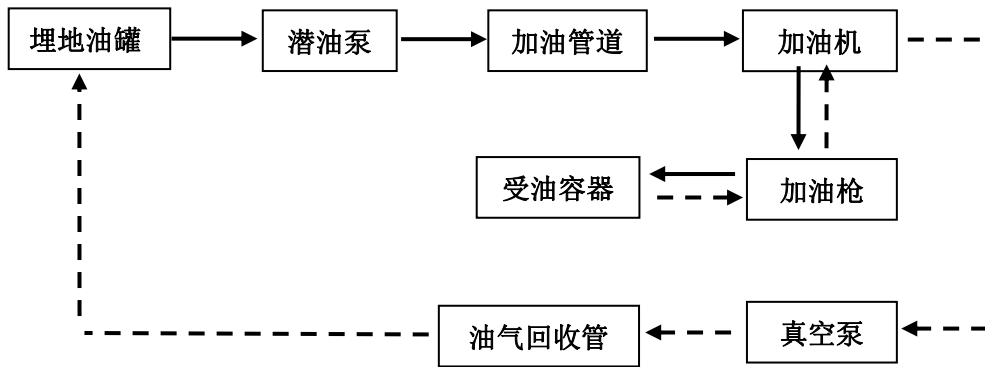 埋地油罐
潜油泵
加油管道
加油机
受油容器
加油枪
油气回收管
真空泵